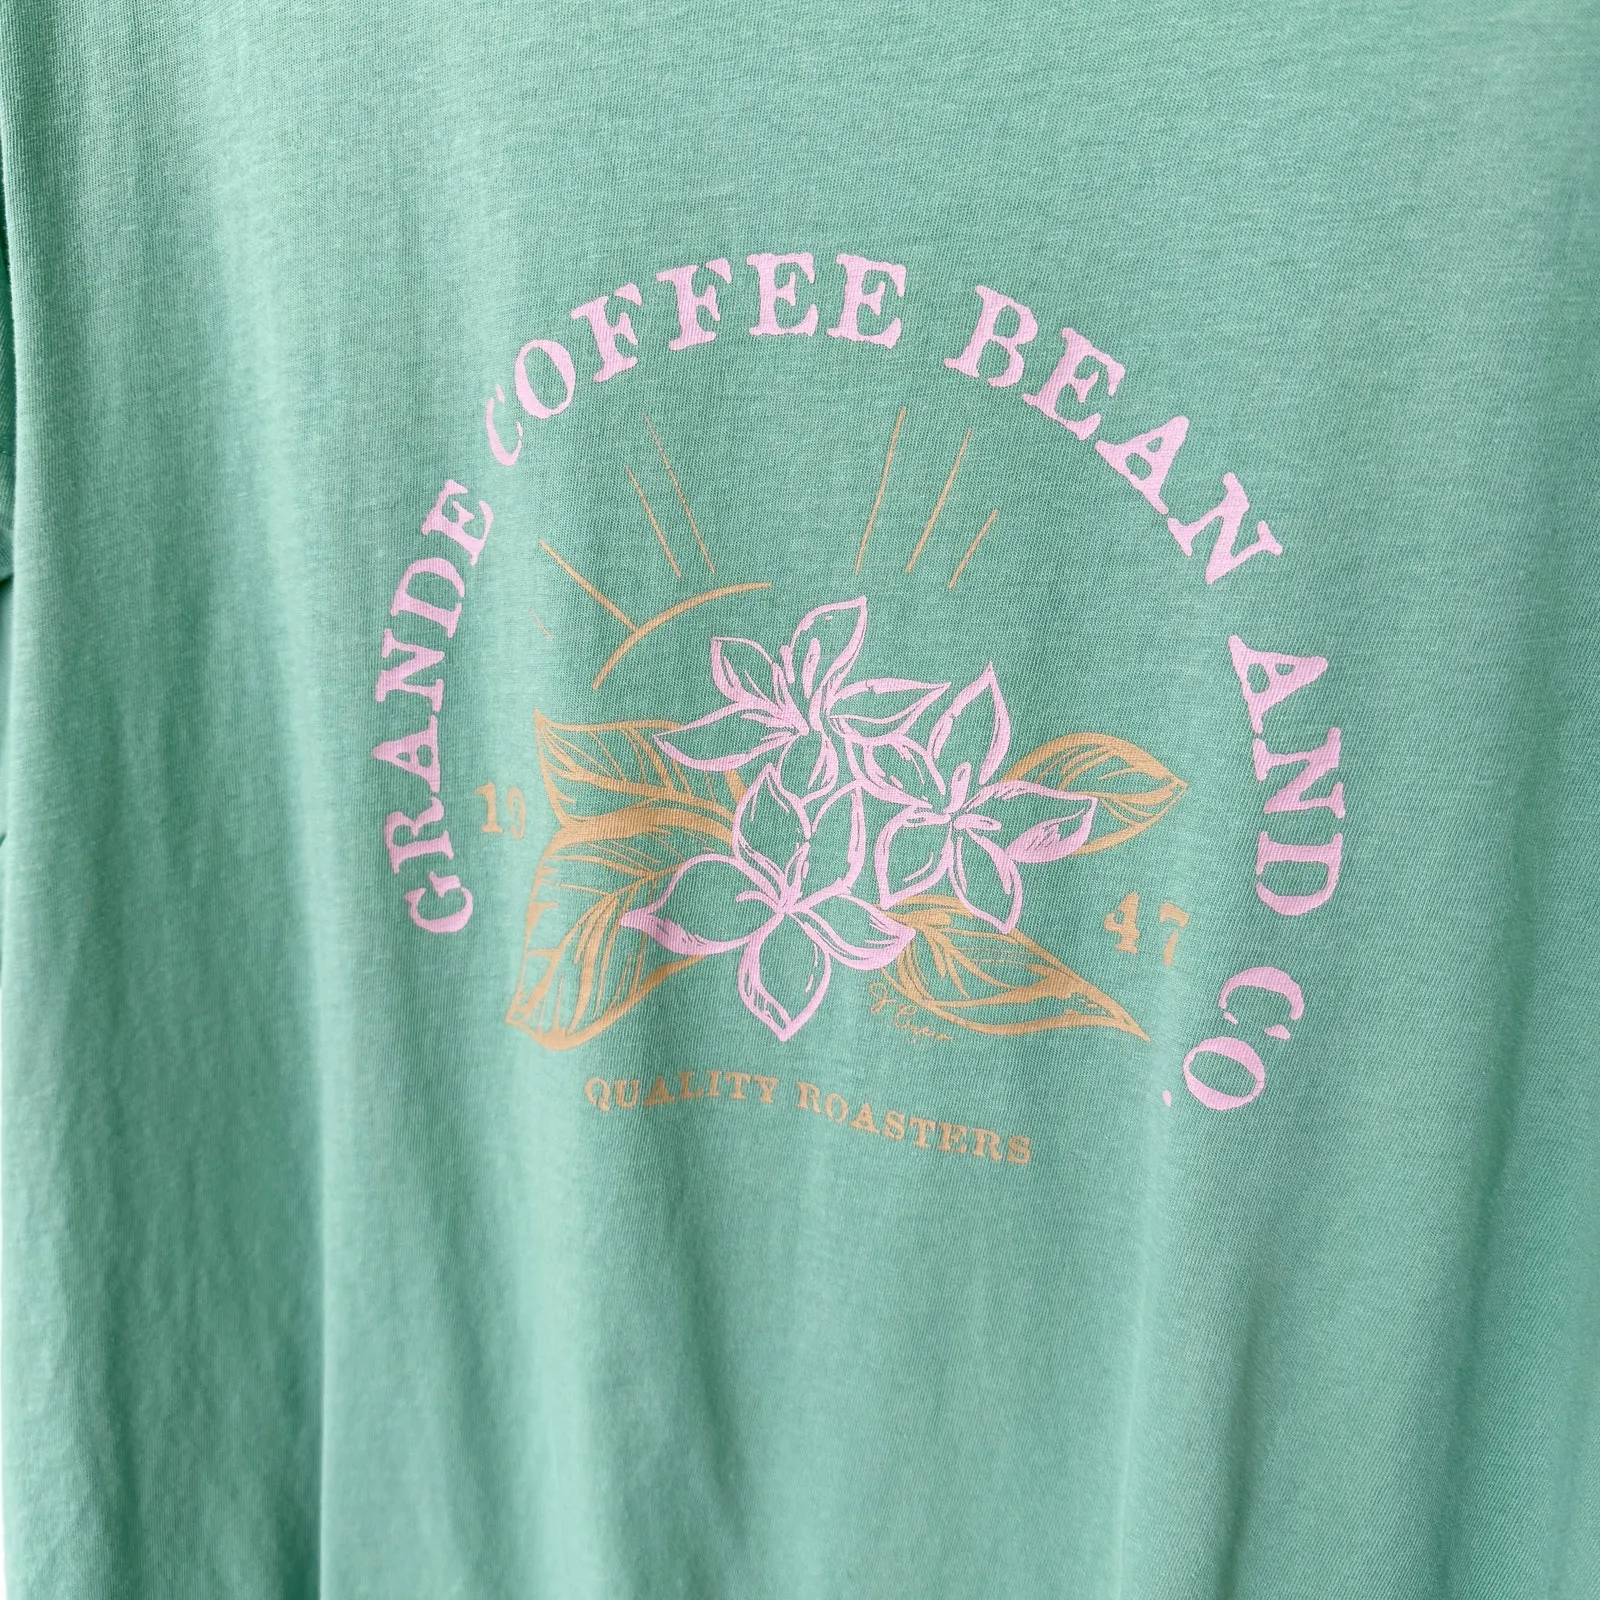 GRANDE COFFEE BEAN AND CO.
19 47
QUALITY ROASTERS